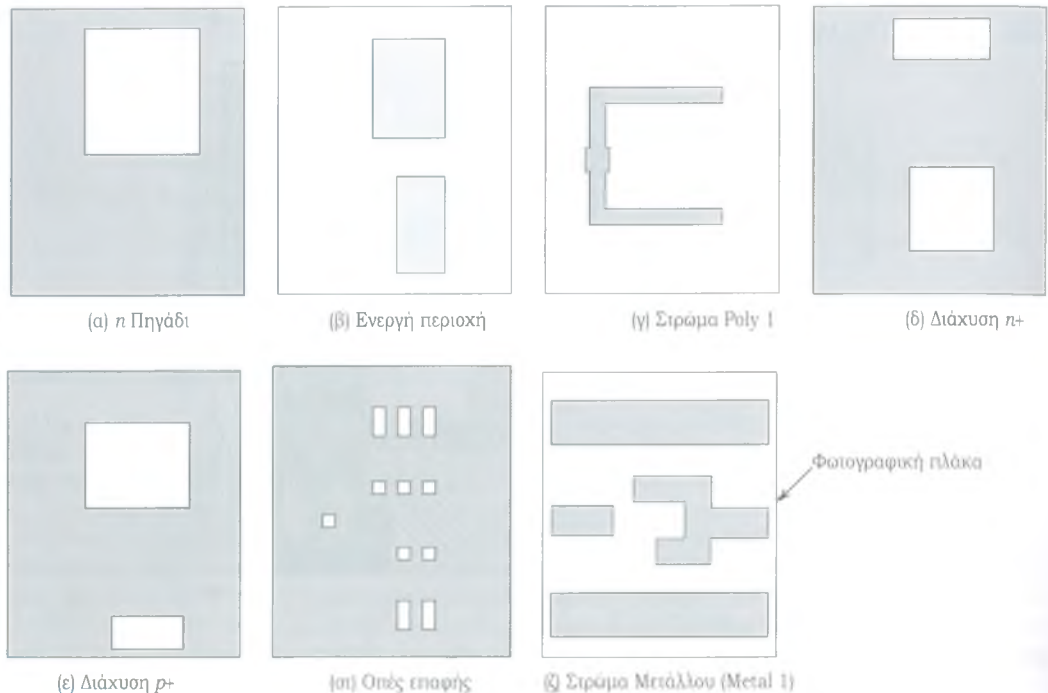 (α) n Πηγάδι
(β) Ενεργή περιοχή
(γ) Στρώμα Poly 1
(δ) Διάχυση n+
Φωτογραφική πλάκα
(ε) Διάχυση p+
(στ) Οπές επαφής
(ζ) Στρώμα Μετάλλου (Metal 1)